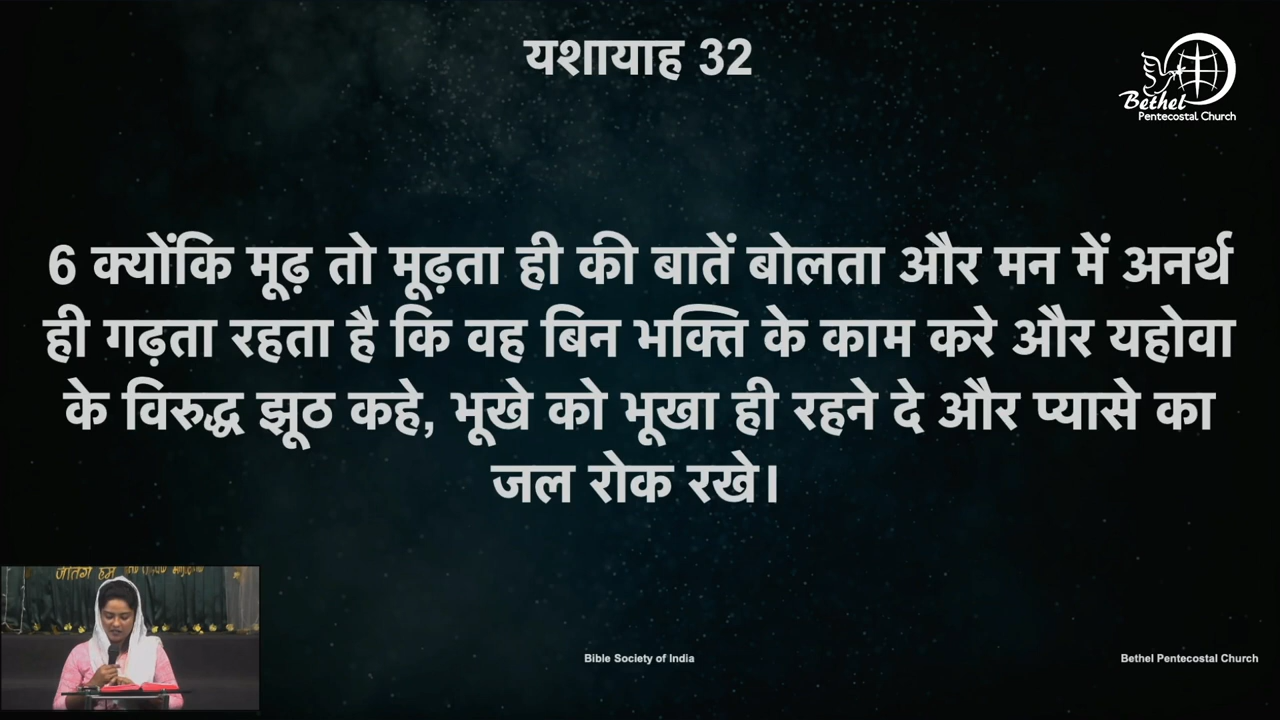 यशायाह 32
Bethel
Pentecostal Church
6 क्योंकि मूढ़ तो मूढ़ता ही की बातें बोलता और मन में अनर्थ
ही गढ़ता रहता है कि वह बिन भक्ति के काम करे और यहोवा
के विरुद्ध झूठ कहे, भूखे को भूखा ही रहने दे और प्यासे का
जल रोक रखे।
हम
Bible Society of India
Bethel Pentecostal Church